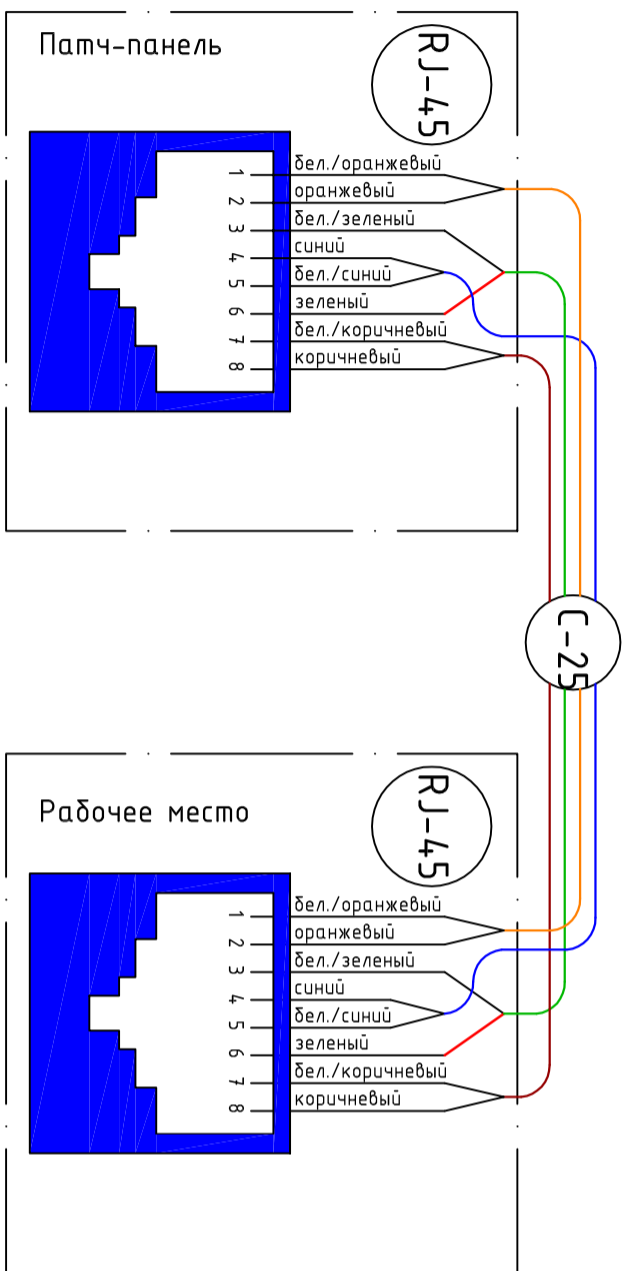 Патч-панель
RJ-45
1 бел./оранжевый
2 оранжевый
3 бел./зеленый
4 синий
5 бел./синий
6 зеленый
7 бел./коричневый
8 коричневый
С-25
Рабочее место
RJ-45
1 бел./оранжевый
2 оранжевый
3 бел./зеленый
4 синий
5 бел./синий
6 зеленый
7 бел./коричневый
8 коричневый